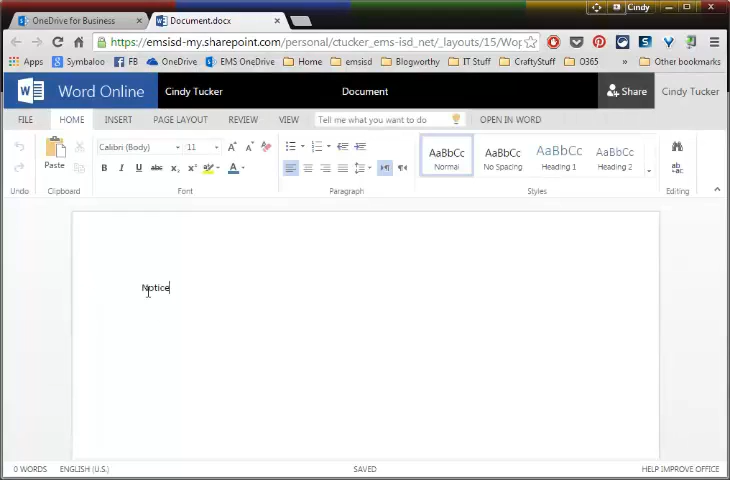 Cindy
OneDrive for Business
Document.docx
https://emsisd-my.sharepoint.com/personal/ctucker_ems-isd_net/_layouts/15/Wop
Apps Symbaloo FB OneDrive EMS OneDrive Home emsisd Blogworthy IT Stuff CraftyStuff O365 » Other bookmarks
Word Online Cindy Tucker Document Share Cindy Tucker
FILE HOME INSERT PAGE LAYOUT REVIEW VIEW Tell me what you want to do OPEN IN WORD
Calibri (Body) 11
AaBbCc AaBbCc AaBbCc AaBbCc
Paste Normal No Spacing Heading 1 Heading 2
B I U abc x₂ x² A
Undo Clipboard Font Paragraph Styles Editing
Notice
0 WORDS ENGLISH (U.S.) SAVED HELP IMPROVE OFFICE